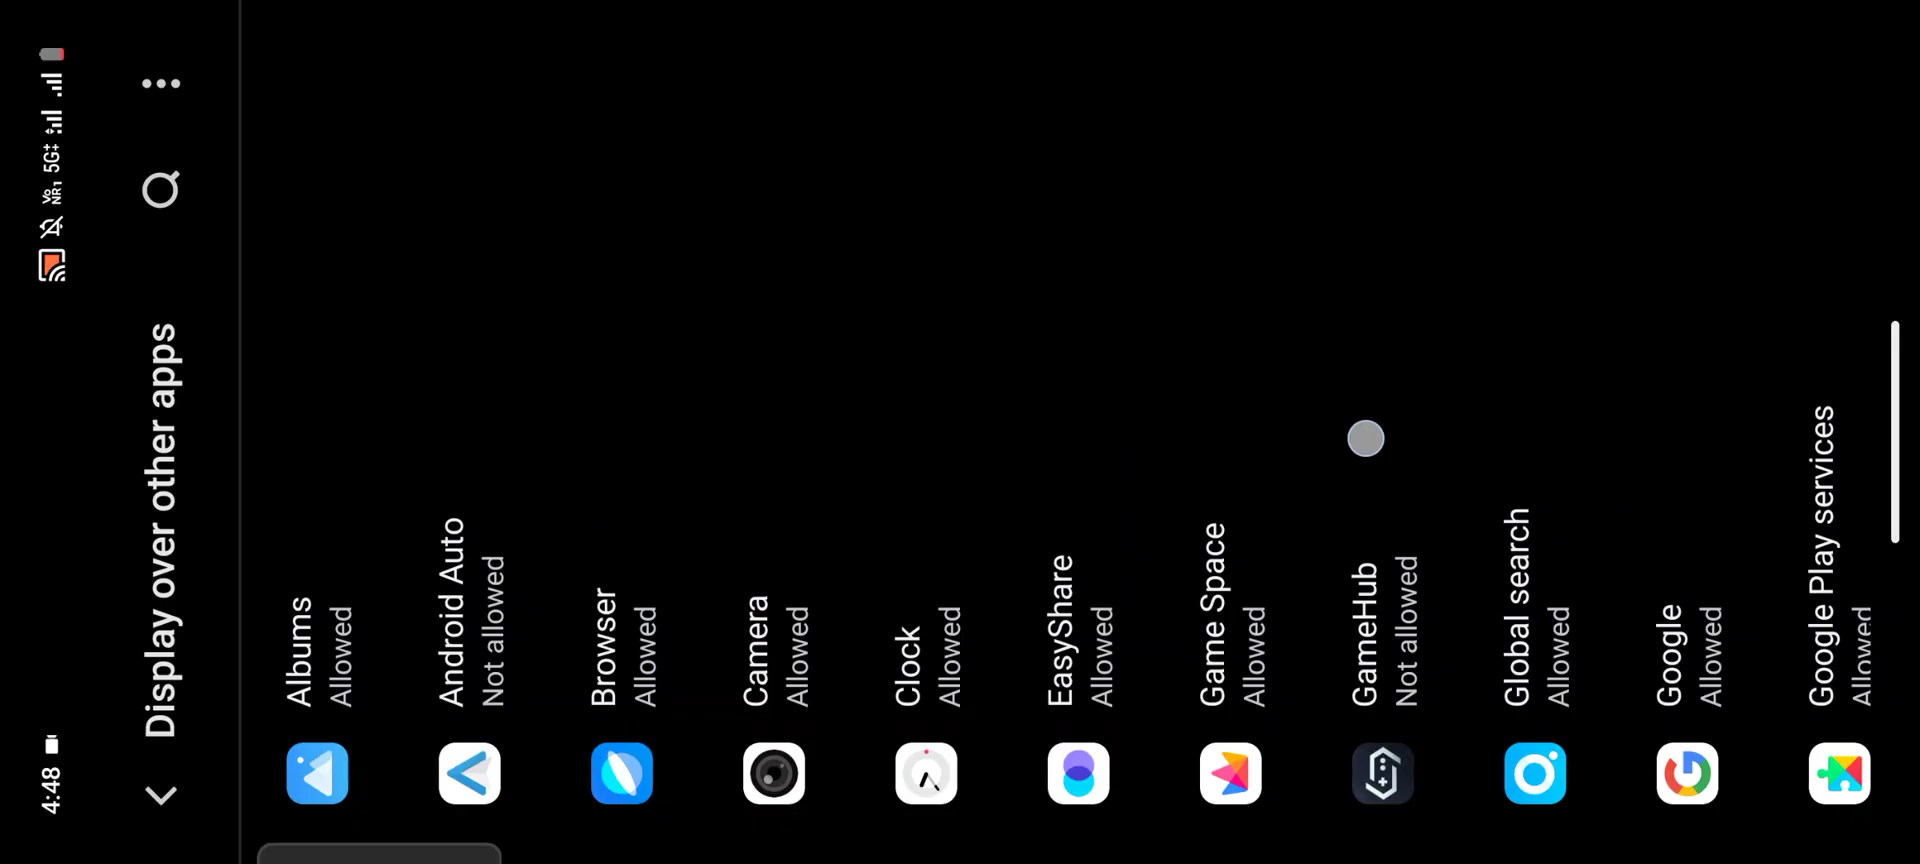 4:48
VoNR1 5G‡
Display over other apps
Albums
Allowed
Android Auto
Not allowed
Browser
Allowed
Camera
Allowed
Clock
Allowed
EasyShare
Allowed
Game Space
Allowed
GameHub
Not allowed
Global search
Allowed
Google
Allowed
Google Play services
Allowed